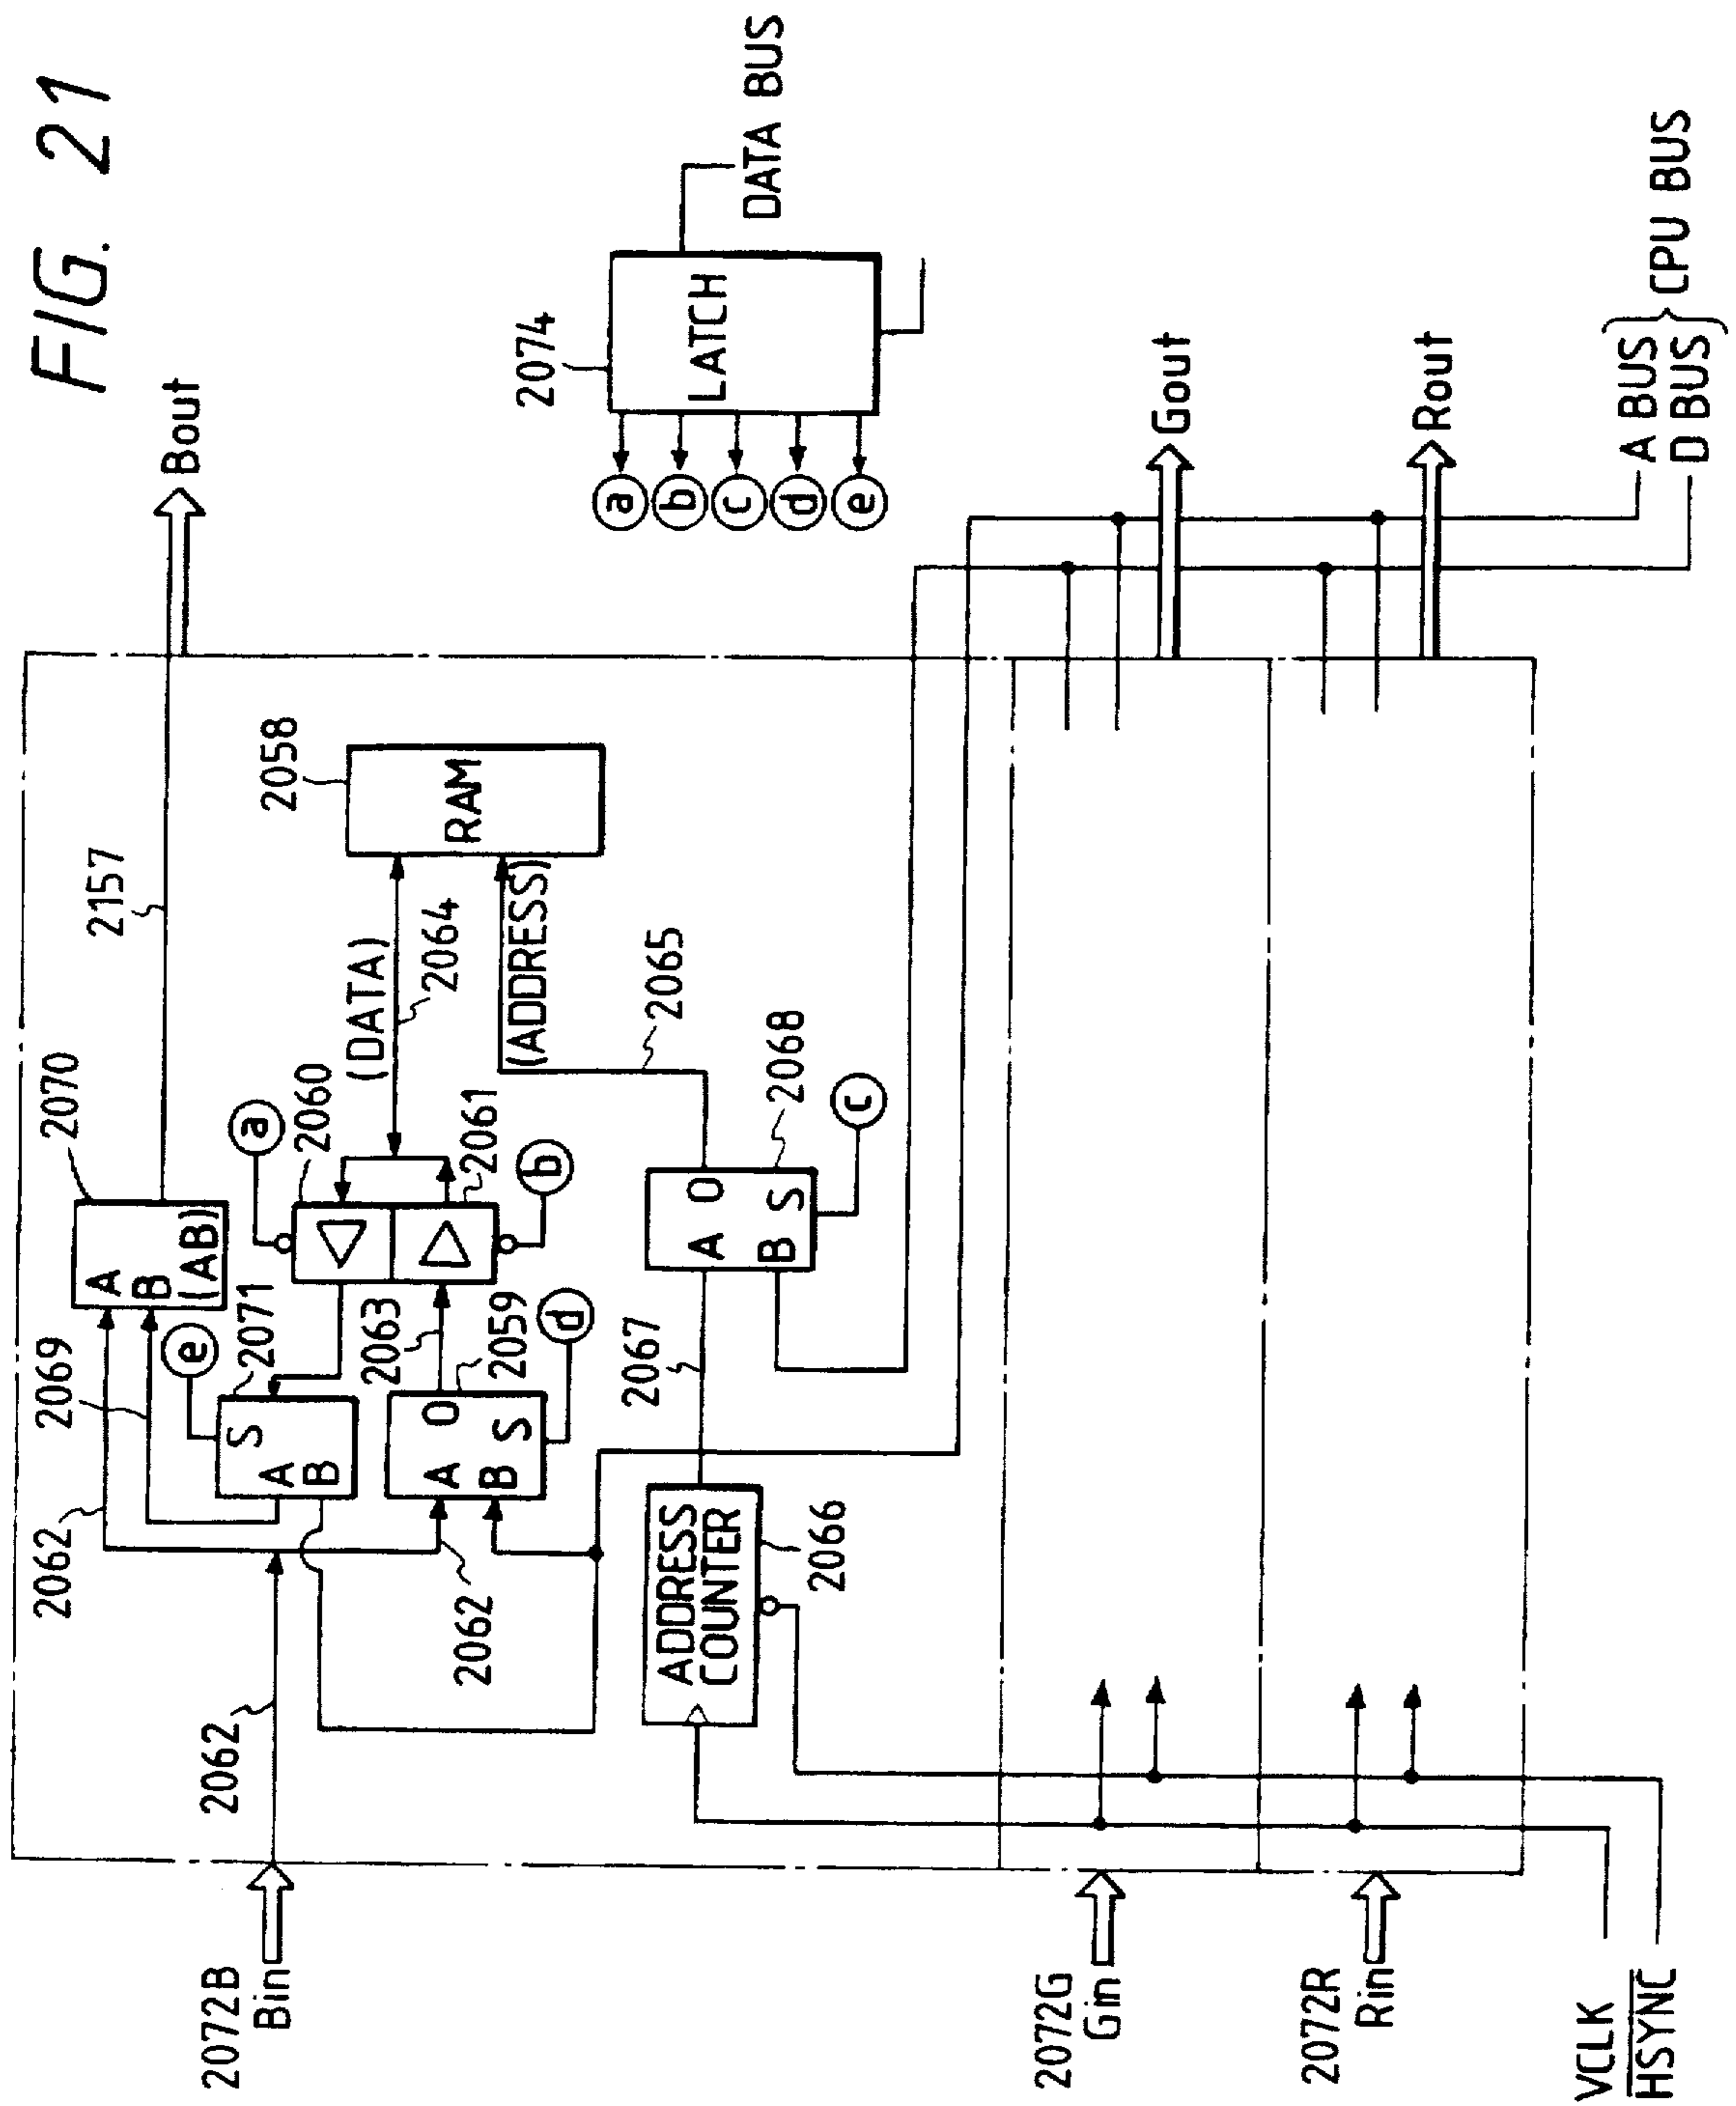 FIG. 21
2072B
Bin
2062
2062
2069
2070
A
B
(AB)
2157
Bout
e
2071
S
A
B
a
2060
(DATA)
2064
2058
RAM
2062
2063
2059
A
O
B
S
d
2061
b
(ADDRESS)
2065
ADDRESS
COUNTER
2066
2067
A
O
B
S
2068
c
2074
LATCH
DATA BUS
a
b
c
d
e
2072G
Gin
Gout
2072R
Rin
Rout
VCLK
HSYNC
A BUS
D BUS
CPU BUS